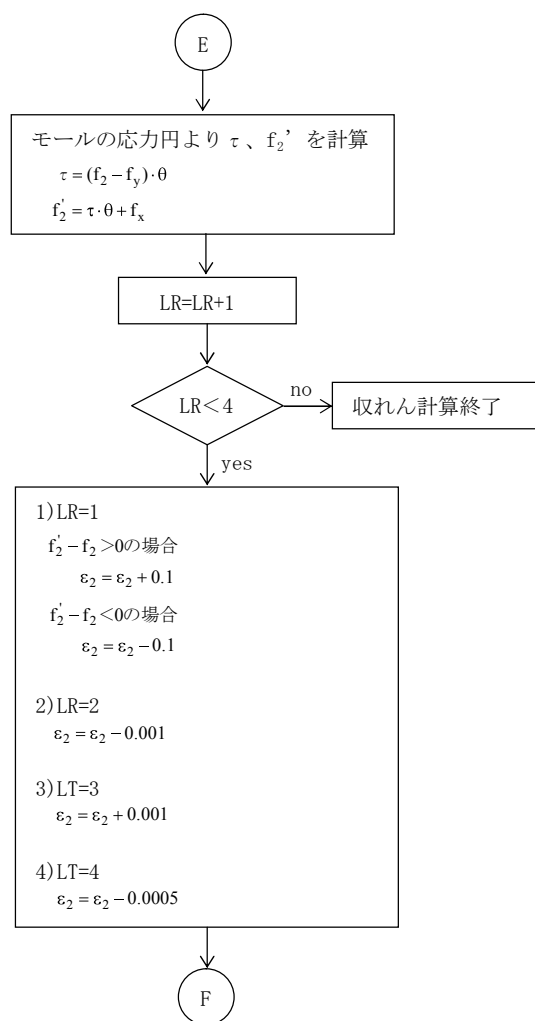 E
モールの応力円より τ 、f₂’ を計算
τ = (f₂ − f_y)·θ
f₂' = τ·θ + f_x
LR=LR+1
LR＜4
no
収れん計算終了
yes
1)LR=1
f₂' − f₂ >0の場合
ε₂ = ε₂ + 0.1
f₂' − f₂ <0の場合
ε₂ = ε₂ − 0.1
2)LR=2
ε₂ = ε₂ − 0.001
3)LT=3
ε₂ = ε₂ + 0.001
4)LT=4
ε₂ = ε₂ − 0.0005
F